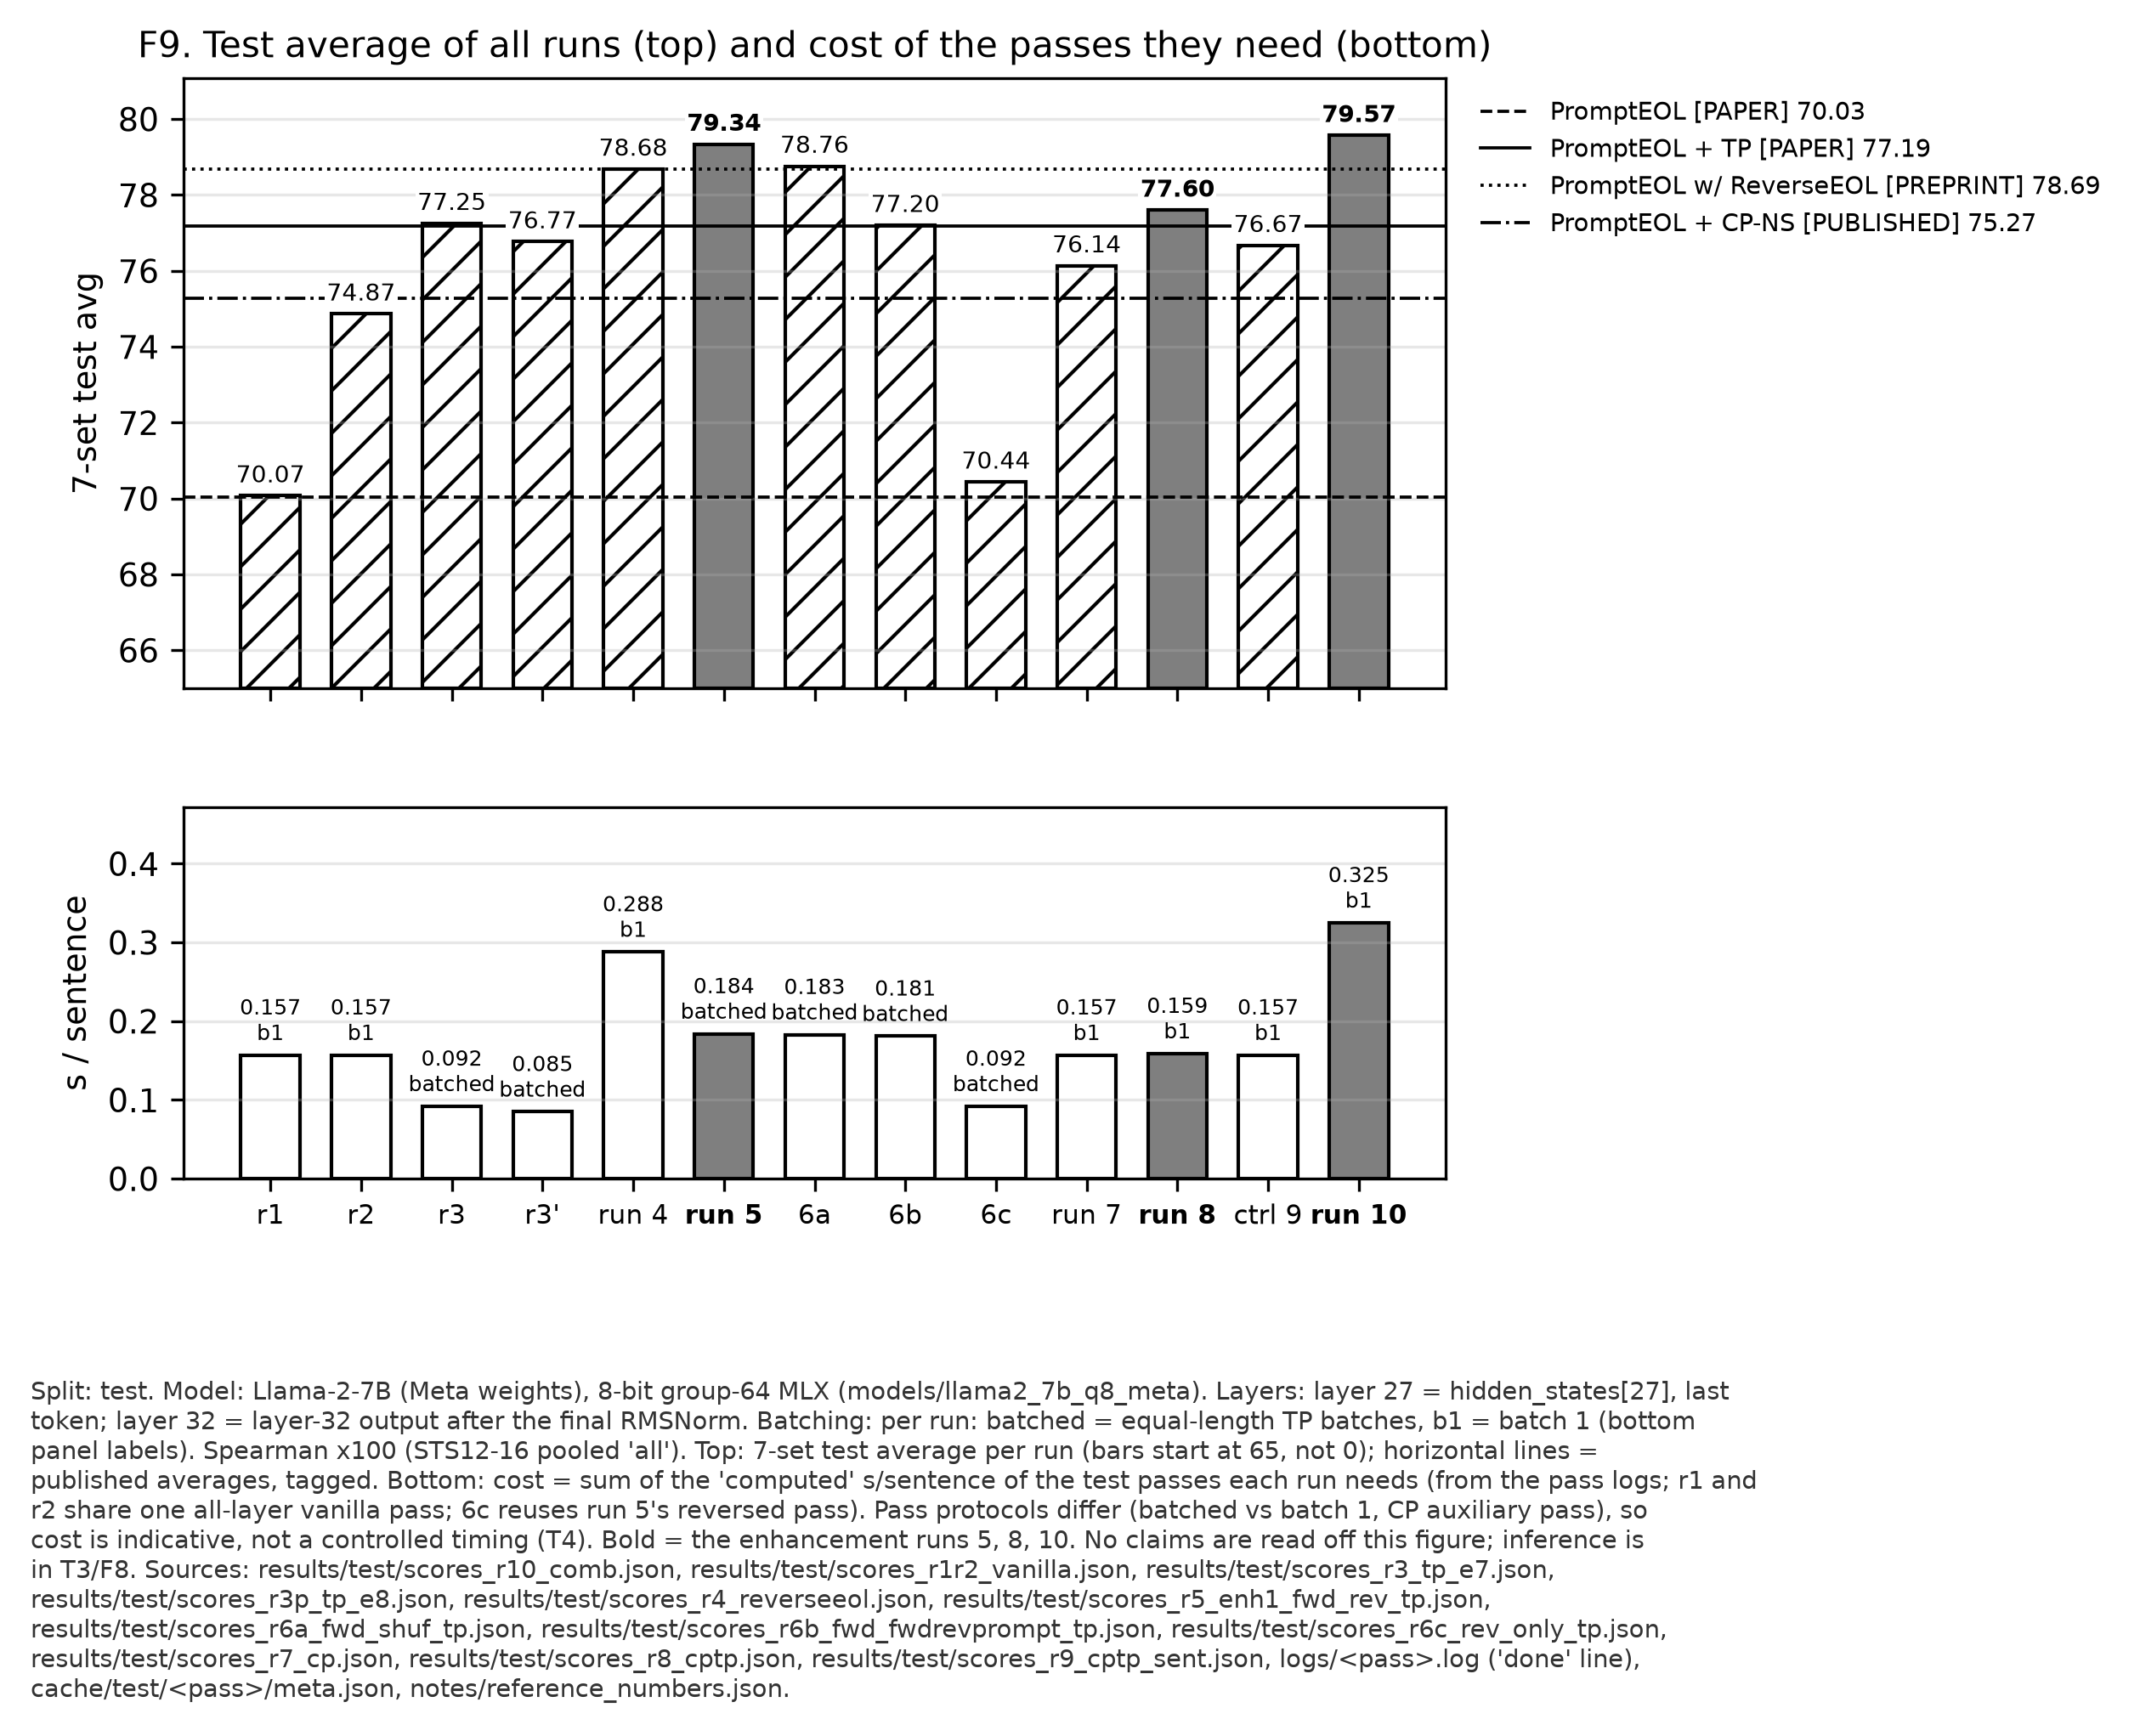 F9. Test average of all runs (top) and cost of the passes they need (bottom)
7-set test avg
80
78
76
74
72
70
68
66
70.07
74.87
77.25
76.77
78.68
79.34
78.76
77.20
70.44
76.14
77.60
76.67
79.57
PromptEOL [PAPER] 70.03
PromptEOL + TP [PAPER] 77.19
PromptEOL w/ ReverseEOL [PREPRINT] 78.69
PromptEOL + CP-NS [PUBLISHED] 75.27
s / sentence
0.4
0.3
0.2
0.1
0.0
0.157
b1
0.157
b1
0.092
batched
0.085
batched
0.288
b1
0.184
batched
0.183
batched
0.181
batched
0.092
batched
0.157
b1
0.159
b1
0.157
b1
0.325
b1
r1 r2 r3 r3' run 4 run 5 6a 6b 6c run 7 run 8 ctrl 9 run 10
Split: test. Model: Llama-2-7B (Meta weights), 8-bit group-64 MLX (models/llama2_7b_q8_meta). Layers: layer 27 = hidden_states[27], last
token; layer 32 = layer-32 output after the final RMSNorm. Batching: per run: batched = equal-length TP batches, b1 = batch 1 (bottom
panel labels). Spearman x100 (STS12-16 pooled 'all'). Top: 7-set test average per run (bars start at 65, not 0); horizontal lines =
published averages, tagged. Bottom: cost = sum of the 'computed' s/sentence of the test passes each run needs (from the pass logs; r1 and
r2 share one all-layer vanilla pass; 6c reuses run 5's reversed pass). Pass protocols differ (batched vs batch 1, CP auxiliary pass), so
cost is indicative, not a controlled timing (T4). Bold = the enhancement runs 5, 8, 10. No claims are read off this figure; inference is
in T3/F8. Sources: results/test/scores_r10_comb.json, results/test/scores_r1r2_vanilla.json, results/test/scores_r3_tp_e7.json,
results/test/scores_r3p_tp_e8.json, results/test/scores_r4_reverseeol.json, results/test/scores_r5_enh1_fwd_rev_tp.json,
results/test/scores_r6a_fwd_shuf_tp.json, results/test/scores_r6b_fwd_fwdrevprompt_tp.json, results/test/scores_r6c_rev_only_tp.json,
results/test/scores_r7_cp.json, results/test/scores_r8_cptp.json, results/test/scores_r9_cptp_sent.json, logs/<pass>.log ('done' line),
cache/test/<pass>/meta.json, notes/reference_numbers.json.